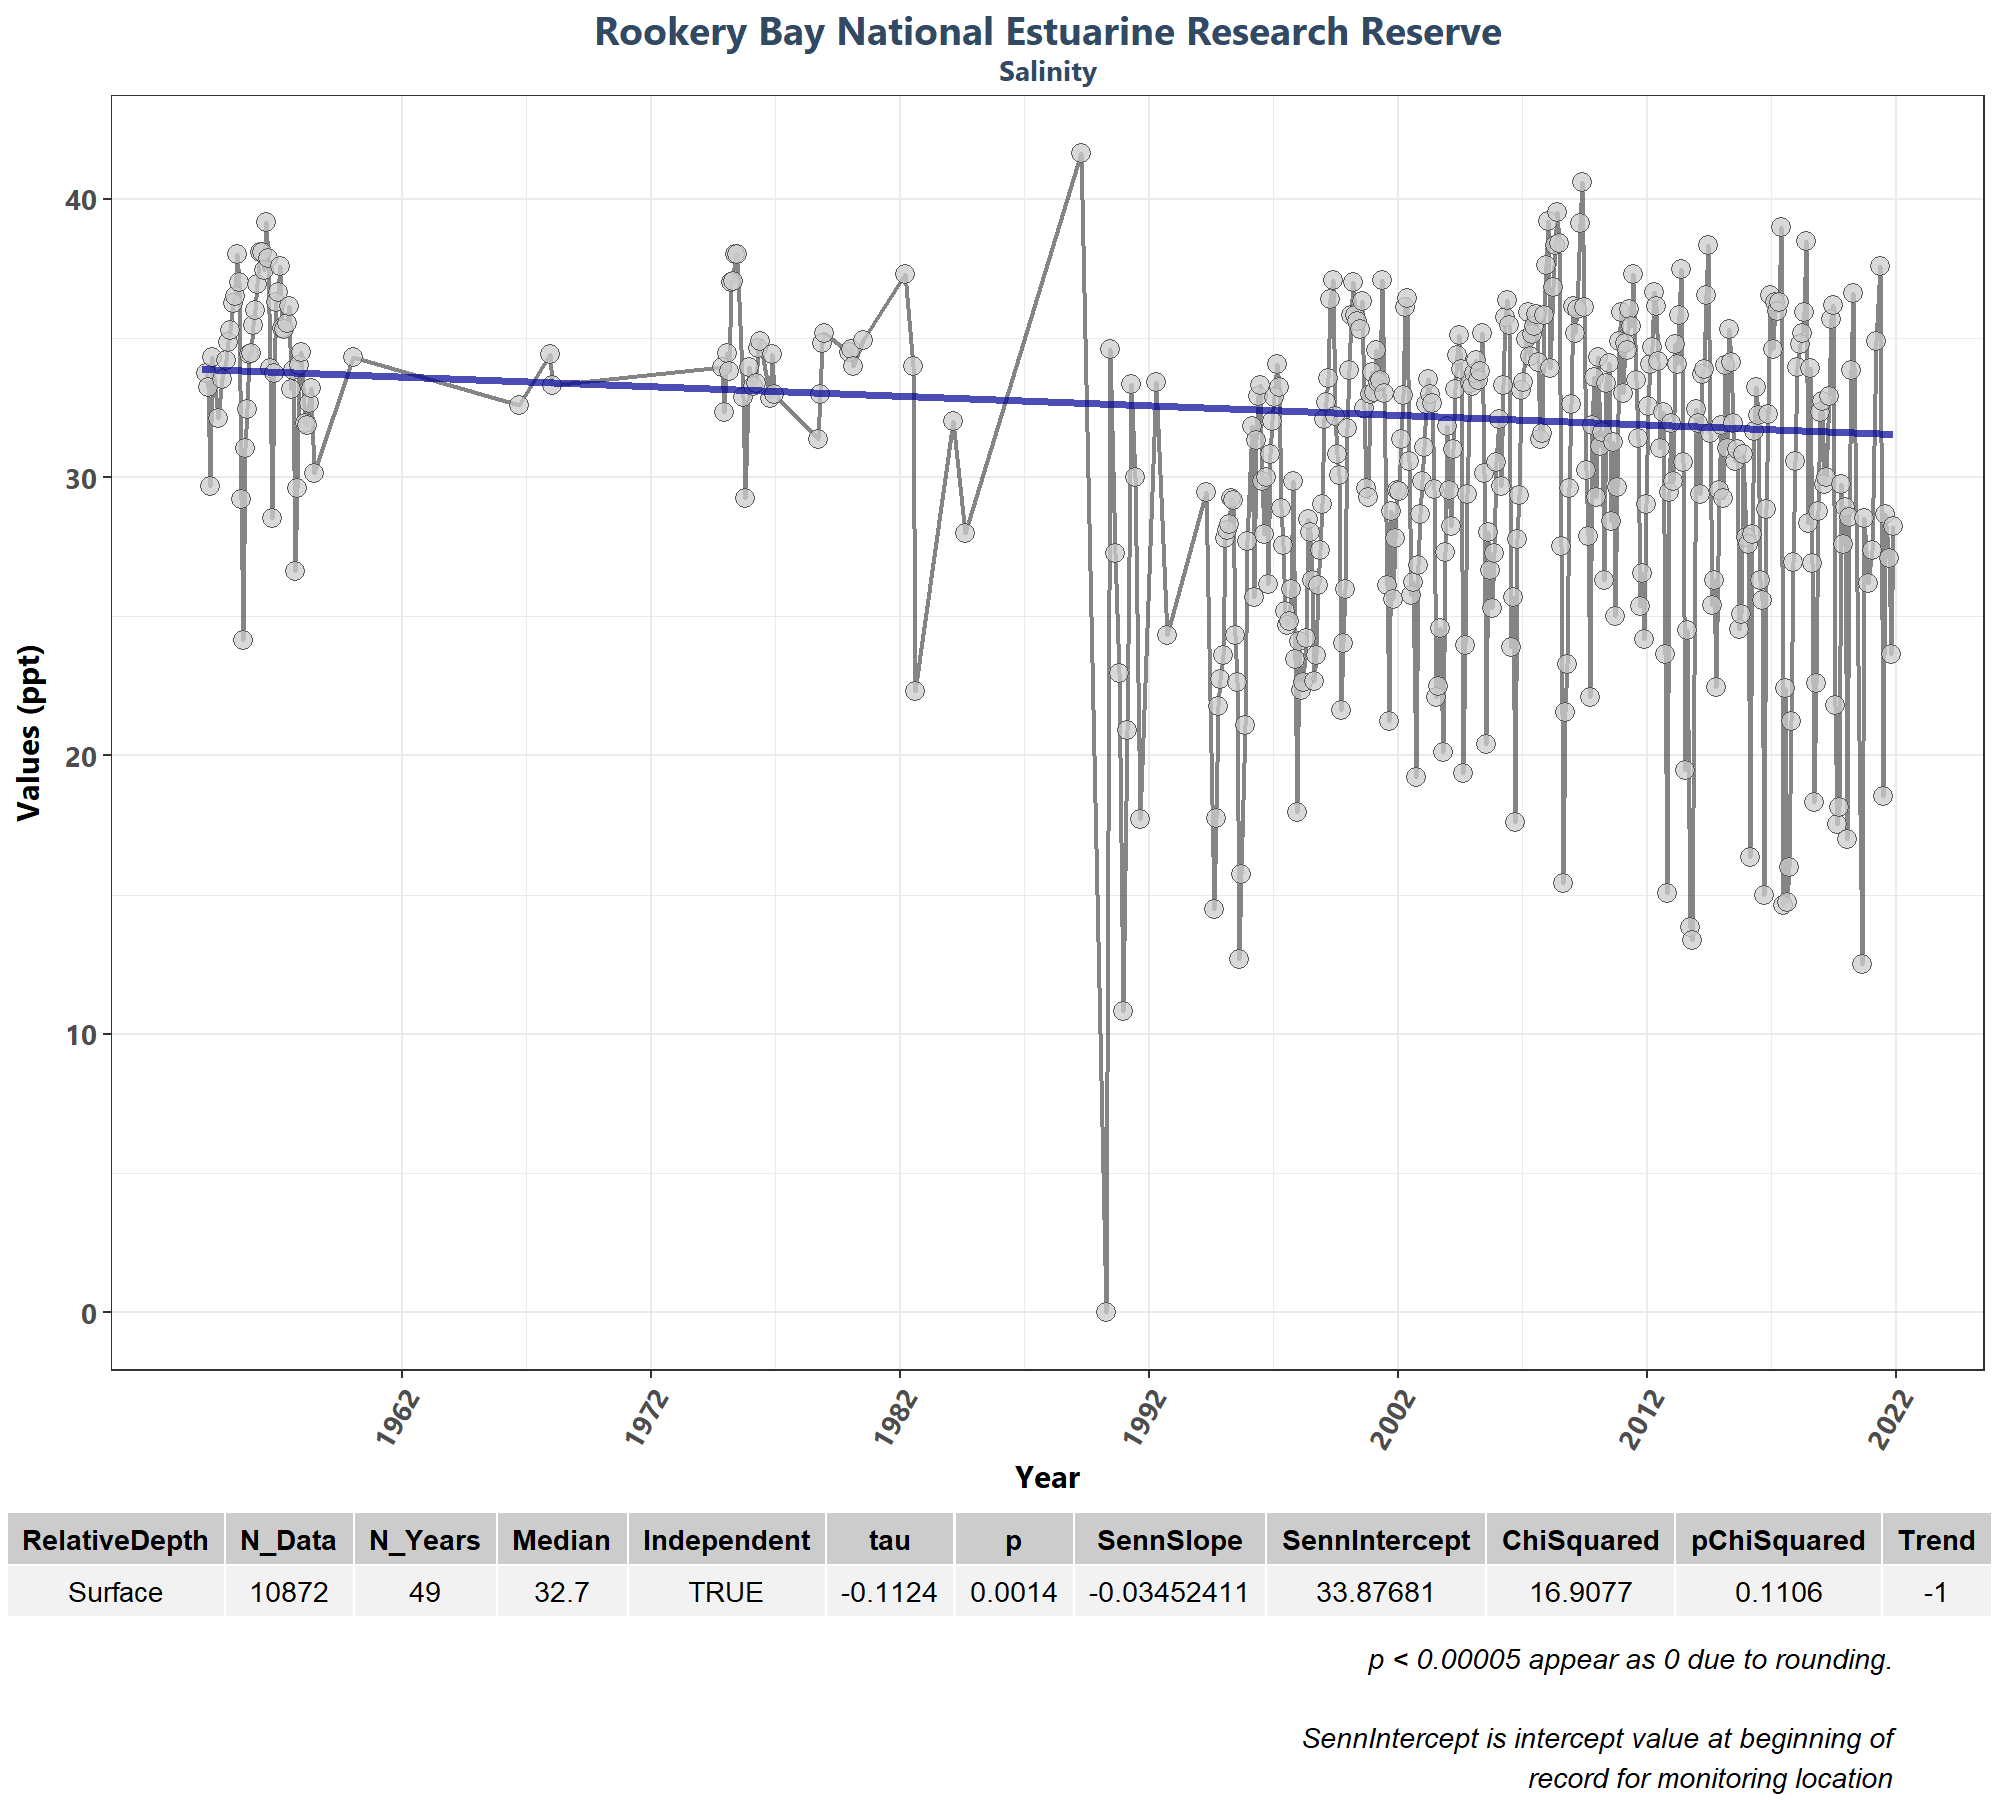 Rookery Bay National Estuarine Research Reserve
Salinity
Values (ppt)
40
30
20
10
0
1962
1972
1982
1992
2002
2012
2022
Year
RelativeDepth N_Data N_Years Median Independent tau p SennSlope SennIntercept ChiSquared pChiSquared Trend
Surface 10872 49 32.7 TRUE -0.1124 0.0014 -0.03452411 33.87681 16.9077 0.1106 -1
p < 0.00005 appear as 0 due to rounding.
SennIntercept is intercept value at beginning of
record for monitoring location